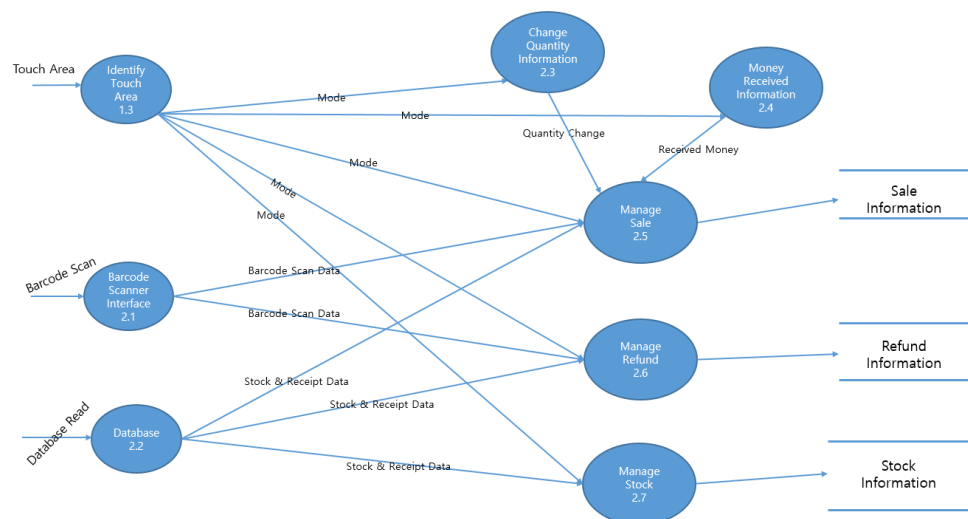 Change
Quantity
Information
2.3
Touch Area
Identify
Touch
Area
1.3
Money
Received
Information
2.4
Mode
Mode
Quantity Change
Received Money
Mode
Mode
Mode
Manage
Sale
2.5
Sale
Information
Barcode Scan
Barcode
Scanner
Interface
2.1
Barcode Scan Data
Barcode Scan Data
Manage
Refund
2.6
Refund
Information
Stock & Receipt Data
Stock & Receipt Data
Database Read
Database
2.2
Stock & Receipt Data
Manage
Stock
2.7
Stock
Information